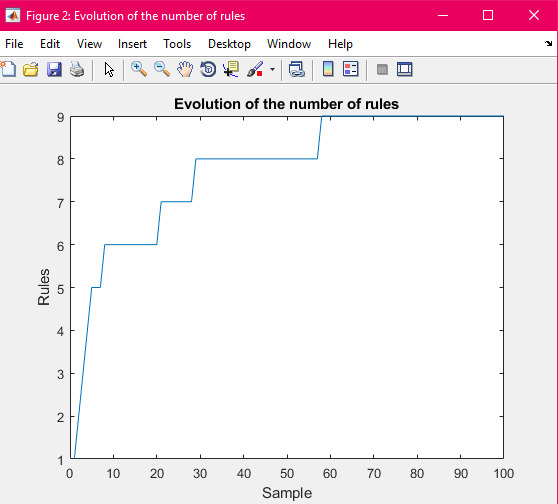 Figure 2: Evolution of the number of rules
File Edit View Insert Tools Desktop Window Help
Evolution of the number of rules
9
8
7
6
5
4
3
2
1
Rules
0 10 20 30 40 50 60 70 80 90 100
Sample